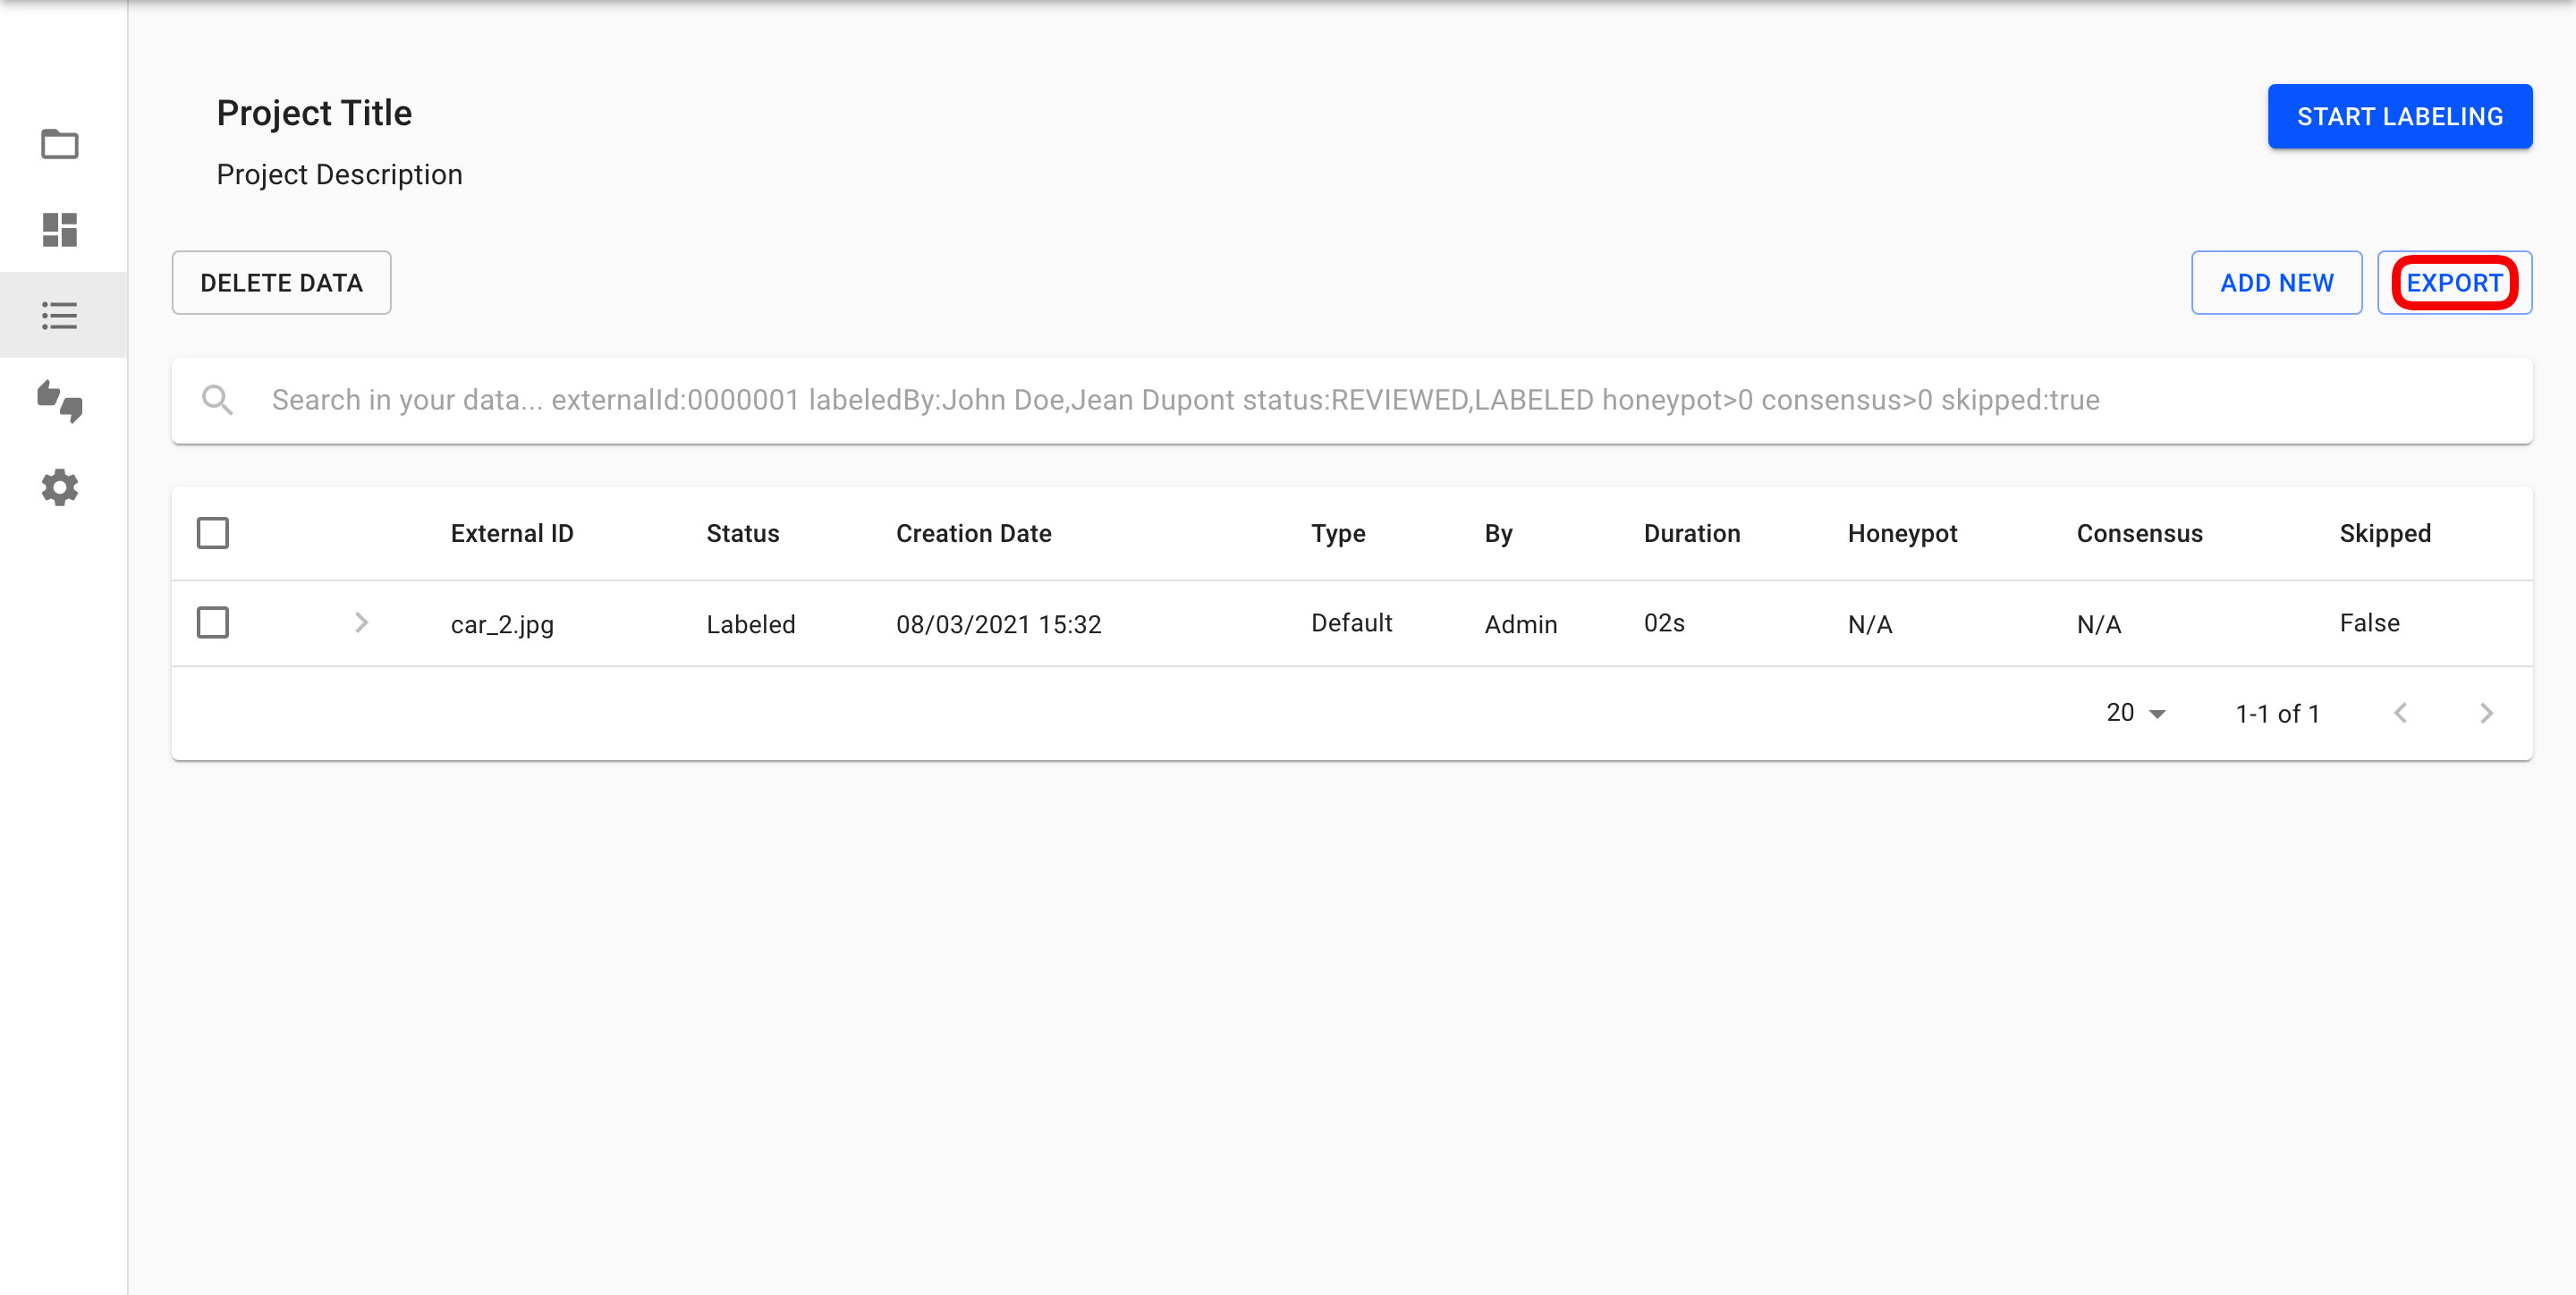 Project Title
START LABELING
Project Description
DELETE DATA
ADD NEW
EXPORT
Search in your data... externalId:0000001 labeledBy:John Doe,Jean Dupont status:REVIEWED,LABELED honeypot>0 consensus>0 skipped:true
External ID Status Creation Date Type By Duration Honeypot Consensus Skipped
car_2.jpg Labeled 08/03/2021 15:32 Default Admin 02s N/A N/A False
20 1-1 of 1